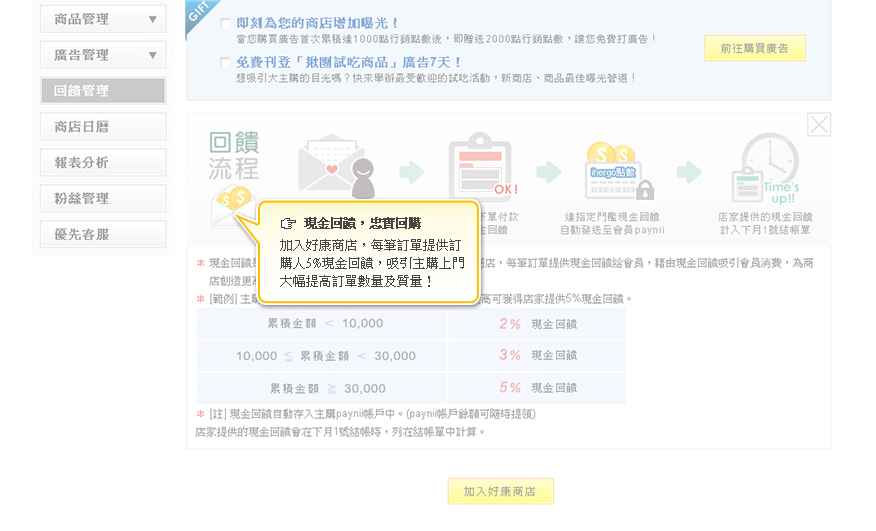 商品管理 ▼
廣告管理 ▼
回饋管理
商店日曆
報表分析
粉絲管理
優先客服
GIFT
即刻為您的商店增加曝光！
當您購買廣告首次累積達1000點行銷點數後，即贈送2000點行銷點數，讓您免費打廣告！
免費刊登「揪團試吃商品」廣告7天！
想吸引大主購的目光嗎？快來舉辦最受歡迎的試吃活動，新商店、商品最佳曝光管道！
前往購買廣告
回饋
流程
OK!
ihergo點數
Time's
up!!
下單付款
金回饋
達指定門檻現金回饋
自動發送至會員paynii
店家提供的現金回饋
計入下月1號結帳單
☞ 現金回饋，忠實回購
加入好康商店，每筆訂單提供訂
購人5%現金回饋，吸引主購上門
大幅提高訂單數量及質量！
* 現金回饋
商店，每筆訂單提供現金回饋給會員，藉由現金回饋吸引會員消費，為商
店創造更
* [範例] 主購
高可獲得店家提供5%現金回饋。
累積金額 < 10,000 2% 現金回饋
10,000 ≦ 累積金額 < 30,000 3% 現金回饋
累積金額 ≧ 30,000 5% 現金回饋
* [註] 現金回饋自動存入主購paynii帳戶中。(paynii帳戶餘額可隨時提領)
店家提供的現金回饋會在下月1號結帳時，列在結帳單中計算。
加入好康商店